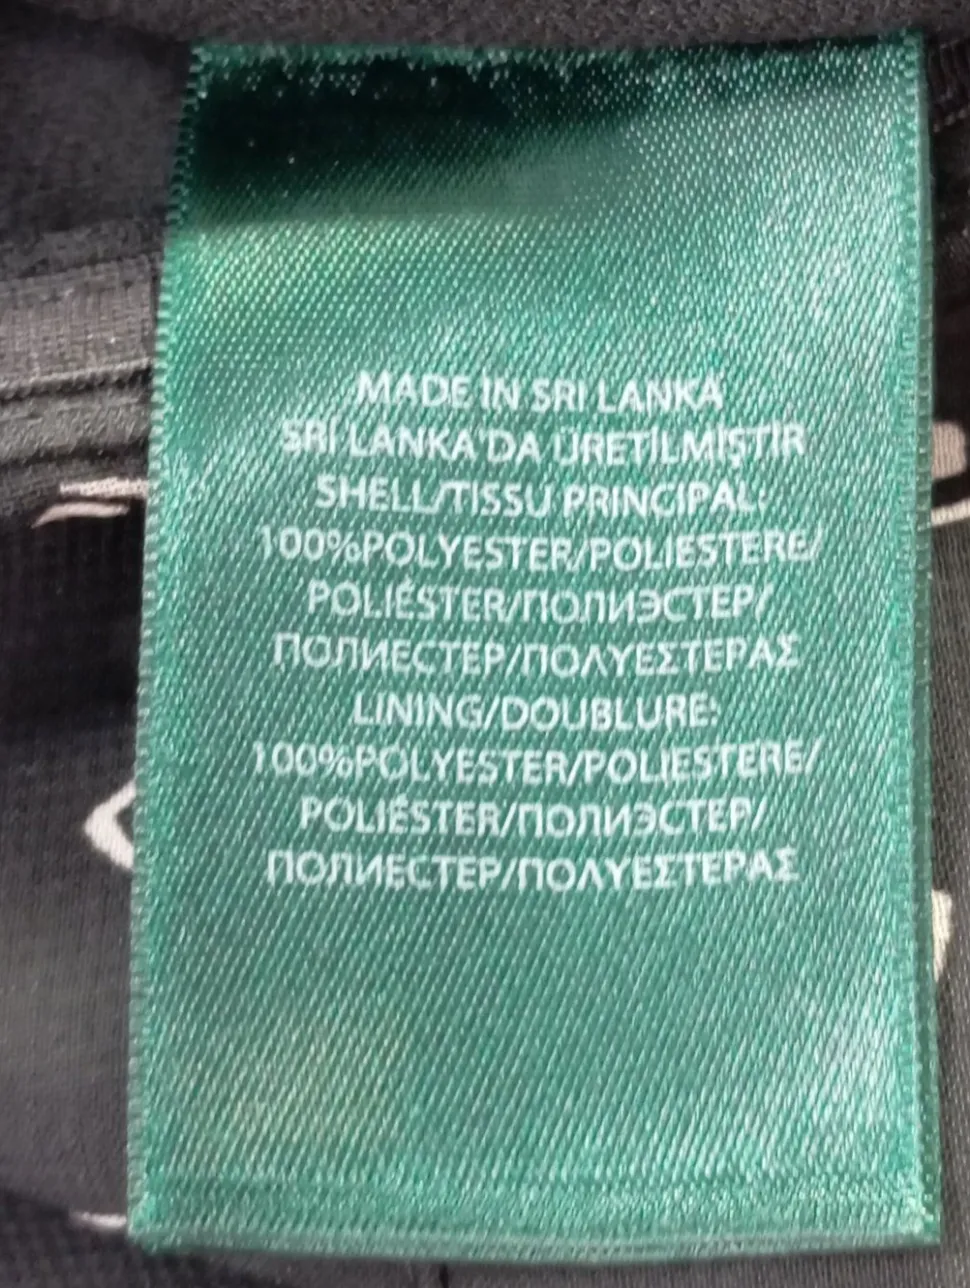 MADE IN SRI LANKA
SRİ LANKA'DA ÜRETİLMİŞTİR
SHELL/TISSU PRINCIPAL:
100%POLYESTER/POLIESTERE/
POLIÉSTER/ПОЛИЭСТЕР/
ПОЛИЕСТЕР/ΠΟΛΥΕΣΤΕΡΑΣ
LINING/DOUBLURE:
100%POLYESTER/POLIESTERE/
POLIÉSTER/ПОЛИЭСТЕР/
ПОЛИЕСТЕР/ΠΟΛΥΕΣΤΕΡΑΣ